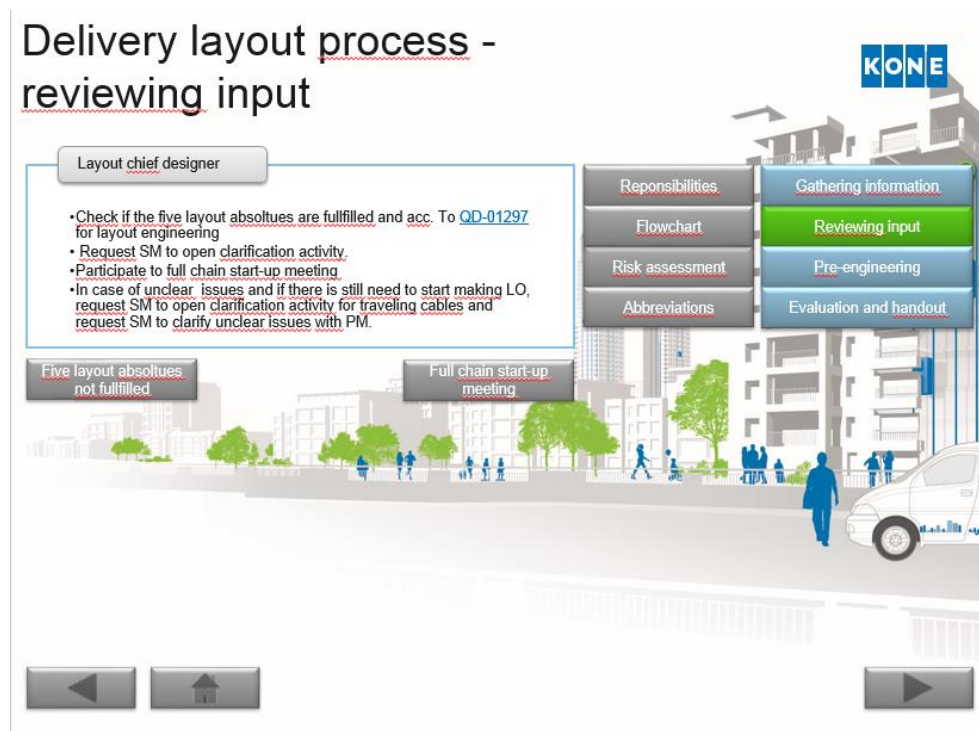 Delivery layout process -
reviewing input
KONE
Layout chief designer
•Check if the five layout absoltues are fullfilled and acc. To QD-01297
for layout engineering
• Request SM to open clarification activity.
•Participate to full chain start-up meeting
•In case of unclear issues and if there is still need to start making LO,
request SM to open clarification activity for traveling cables and
request SM to clarify unclear issues with PM.
Reponsibilities
Gathering information
Flowchart
Reviewing input
Risk assessment
Pre-engineering
Abbreviations
Evaluation and handout
Five layout absoltues
not fullfilled
Full chain start-up
meeting